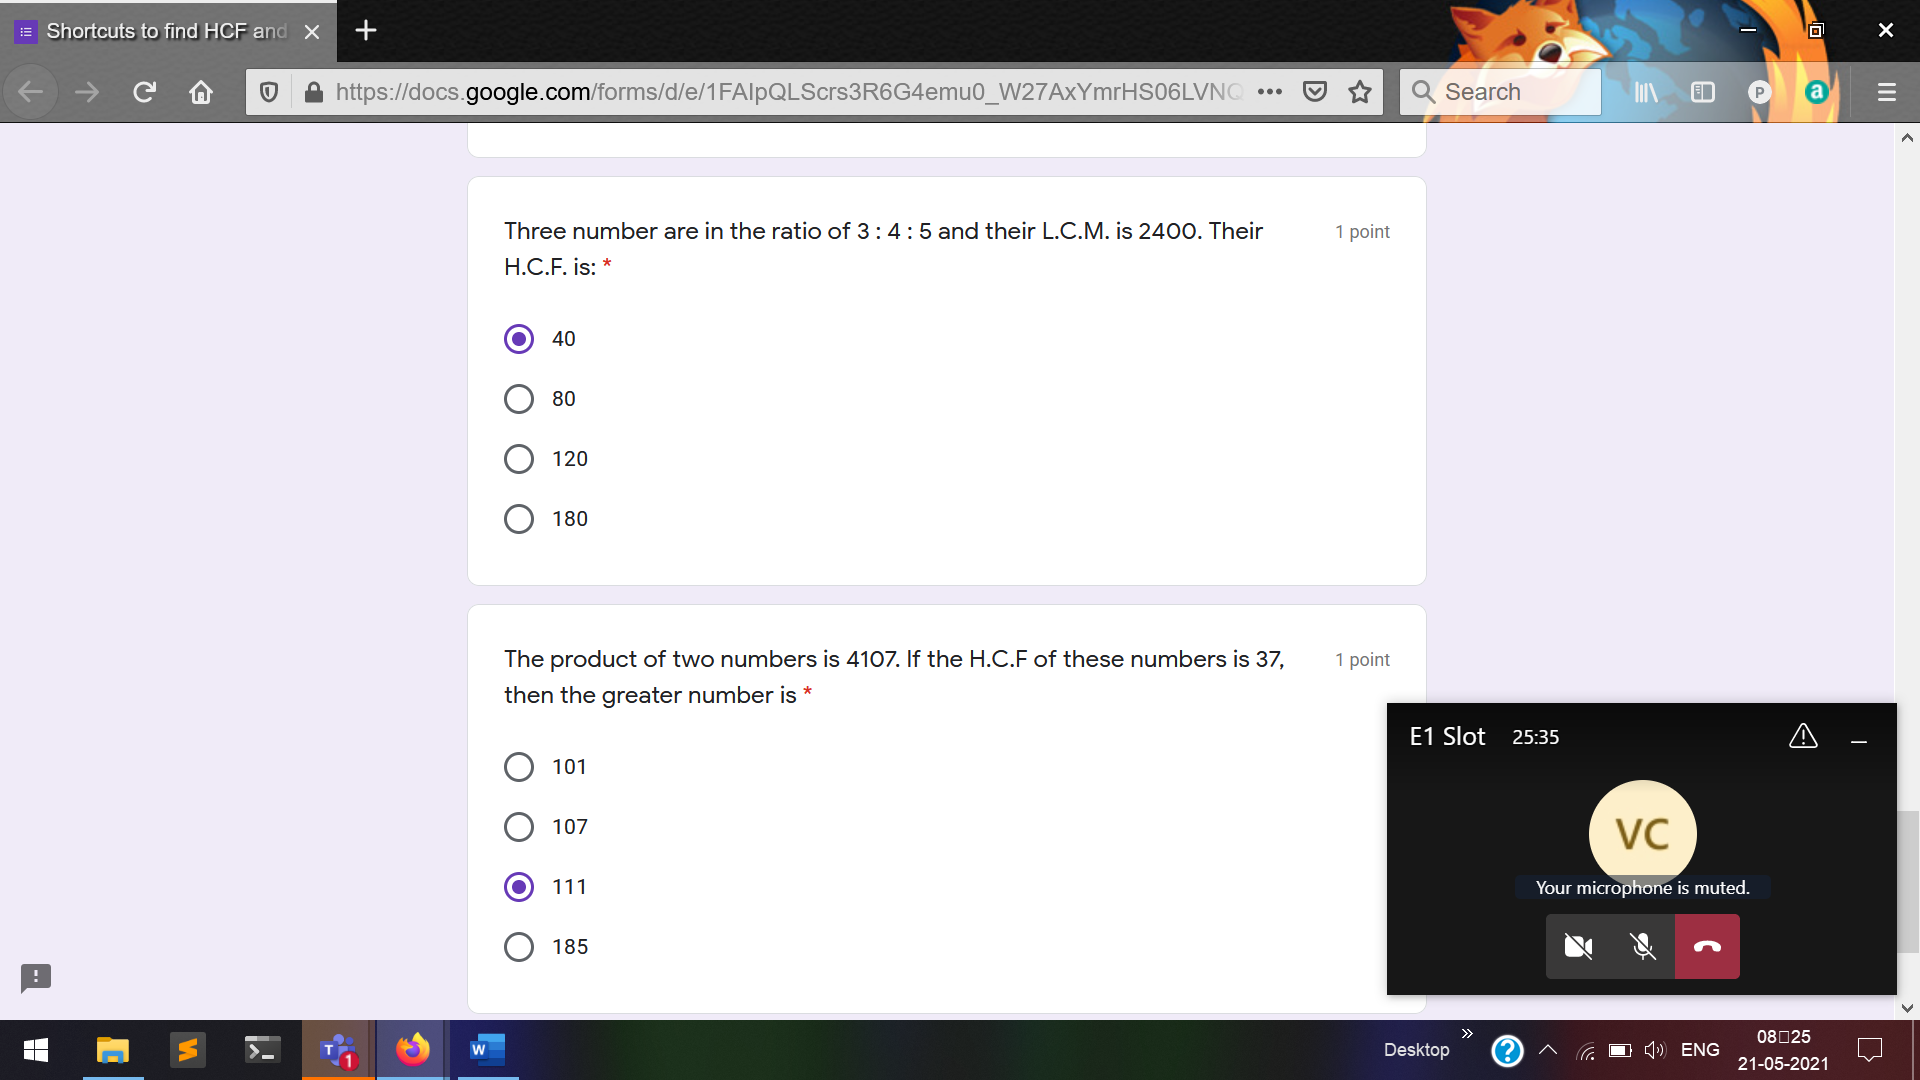 Shortcuts to find HCF and
https://docs.google.com/forms/d/e/1FAIpQLScrs3R6G4emu0_W27AxYmrHS06LVNQ
Search
Three number are in the ratio of 3 : 4 : 5 and their L.C.M. is 2400. Their
H.C.F. is: *
1 point
40
80
120
180
The product of two numbers is 4107. If the H.C.F of these numbers is 37,
then the greater number is *
1 point
101
107
111
185
E1 Slot 25:35
VC
Your microphone is muted.
Desktop
ENG
08▯25
21-05-2021